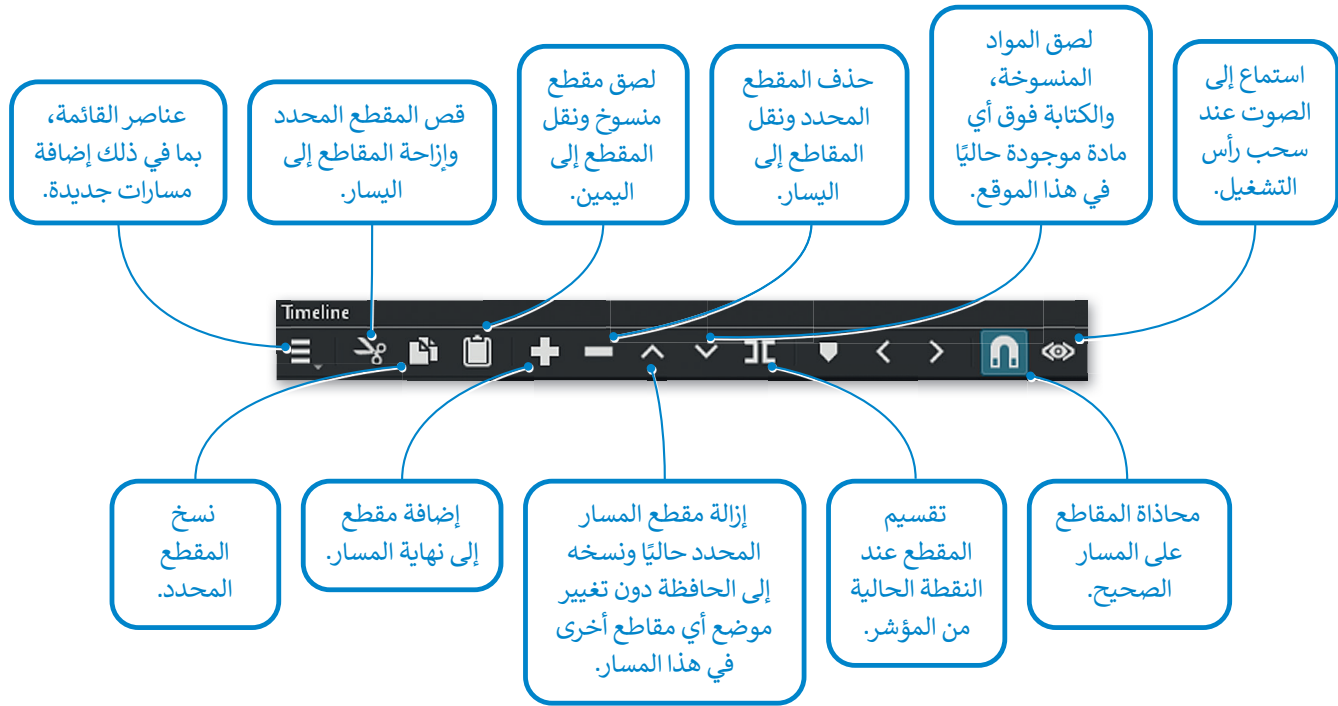 استماع إلى
الصوت عند
سحب رأس
التشغيل.
لصق المواد
المنسوخة،
والكتابة فوق أي
مادة موجودة حاليًا
في هذا الموقع.
حذف المقطع
المحدد ونقل
المقاطع إلى
اليسار.
لصق مقطع
منسوخ ونقل
المقطع إلى
اليمين.
قص المقطع المحدد
وإزاحة المقاطع إلى
اليسار.
عناصر القائمة،
بما في ذلك إضافة
مسارات جديدة.
Timeline
محاذاة المقاطع
على المسار
الصحيح.
تقسيم
المقطع عند
النقطة الحالية
من المؤشر.
إزالة مقطع المسار
المحدد حاليًا ونسخه
إلى الحافظة دون تغيير
موضع أي مقاطع أخرى
في هذا المسار.
إضافة مقطع
إلى نهاية المسار.
نسخ
المقطع
المحدد.